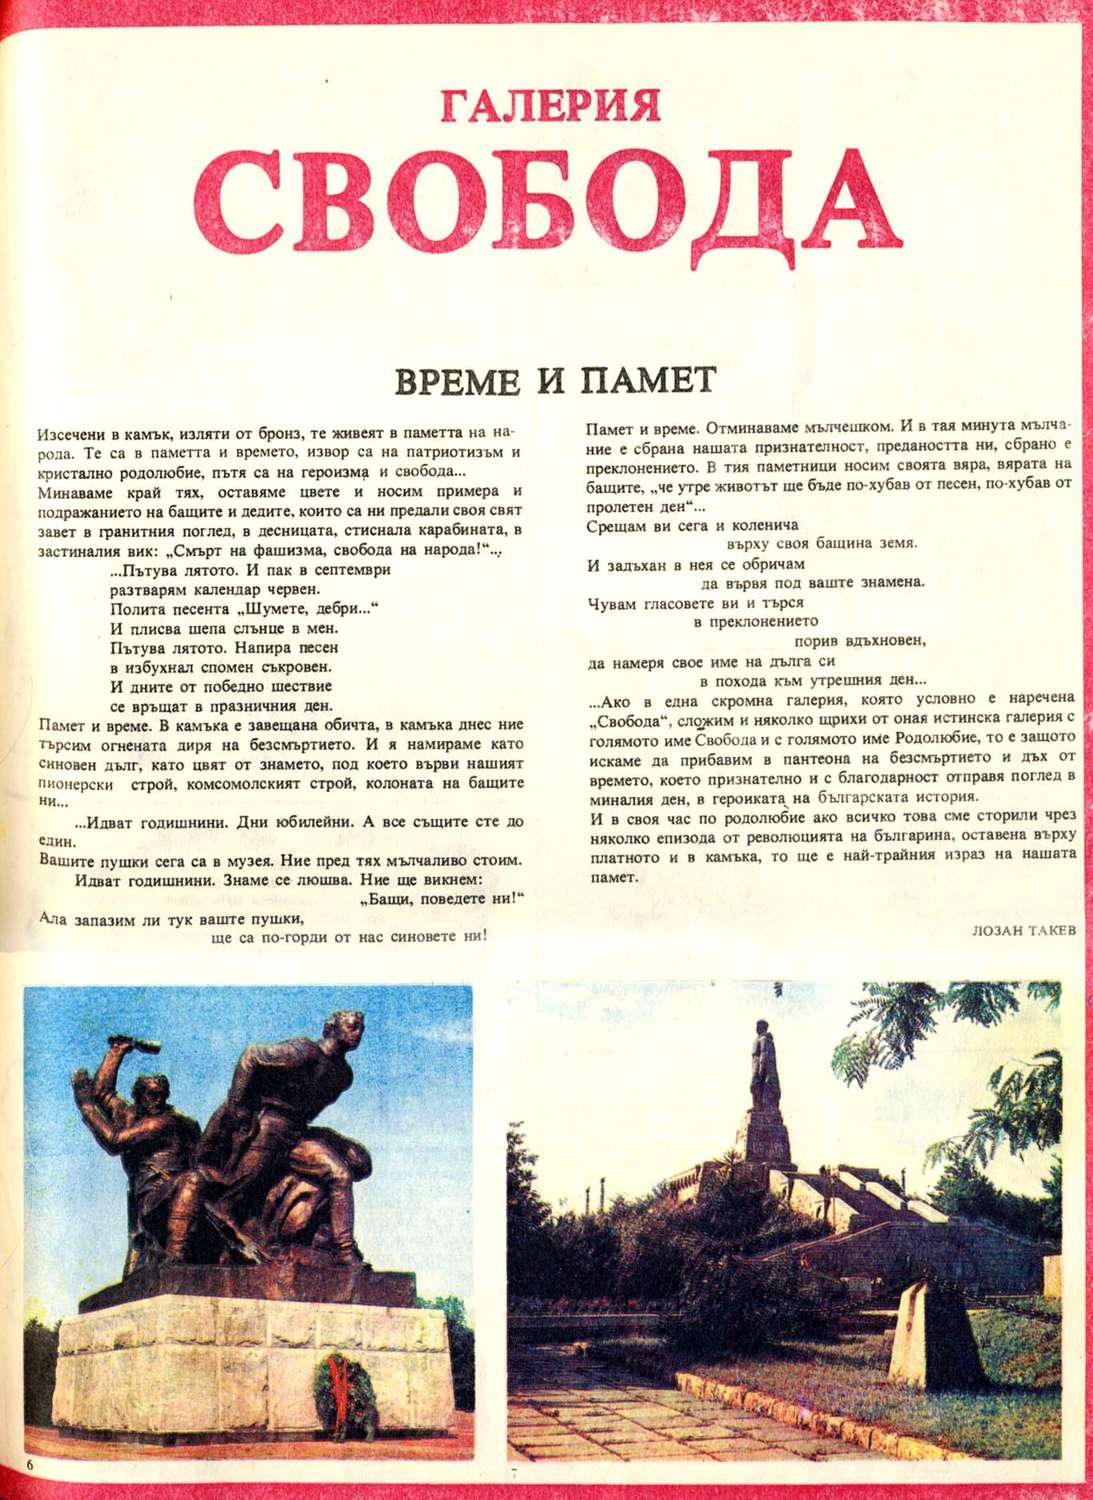 ГАЛЕРИЯ
СВОБОДА
ВРЕМЕ И ПАМЕТ
Изсечени в камък, изляти от бронз, те живеят в паметта на на-
рода. Те са в паметта и времето, извор са на патриотизъм и
кристално родолюбие, пътя са на героизма и свобода...
Минаваме край тях, оставяме цветe и носим примера и
подражанието на бащите и дедите, които са ни предали своя свят
завет в гранитния поглед, в десницата, стиснала карабината, в
застиналия вик: „Смърт на фашизма, свобода на народа!“...
...Пътува лятото. И пак в септември
разтварям календар червен.
Полита песента „Шумете, дебри...“
И плисва шепа слънце в мен.
Пътува лятото. Напира песен
в избухнал спомен съкровен.
И дните от победно шествие
се връщат в празничния ден.
Памет и време. В камъка е завещана обичта, в камъка днес ние
търсим огнената диря на безсмъртието. И я намираме като
синовен дълг, като цвят от знамето, под което върви нашият
пионерски строй, комсомолският строй, колоната на бащите
ни...
...Идват годишнини. Дни юбилейни. А все същите сте до
един.
Вашите пушки сега са в музея. Ние пред тях мълчаливо стоим.
Идват годишнини. Знаме се люшва. Ние ще викнем:
„Бащи, поведете ни!“
Ала запазим ли тук ваште пушки,
ще са по-горди от нас синовете ни!
Памет и време. Отминаваме мълчешком. И в тая минута мълча-
ние е сбрана нашата признателност, предаността ни, сбрано е
преклонението. В тия паметници носим своята вяра, вярата на
бащите, „че утре животът ще бъде по-хубав от песен, по-хубав от
пролетен ден“...
Срещам ви сега и коленича
върху своя бащина земя.
И задъхан в нея се обричам
да вървя под ваште знамена.
Чувам гласовете ви и търся
в преклонението
порив вдъхновен,
да намеря свое име на дълга си
в похода към утрешния ден...
...Ако в една скромна галерия, която условно е наречена
„Свобода“, сложим и няколко щрихи от оная истинска галерия с
голямото име Свобода и с голямото име Родолюбие, то е защото
искаме да прибавим в пантеона на безсмъртието и дъх от
времето, което признателно и с благодарност отправя поглед в
миналия ден, в героиката на българската история.
И в своя час по родолюбие ако всичко това сме сторили чрез
няколко епизода от революцията на българина, оставена върху
платното и в камъка, то ще е най-трайния израз на нашата
памет.
ЛОЗАН ТАКЕВ
6
7